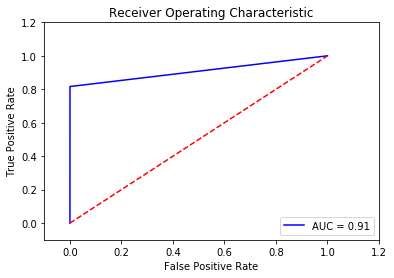 Receiver Operating Characteristic
1.2
1.0
0.8
0.6
0.4
0.2
0.0
True Positive Rate
AUC = 0.91
0.0 0.2 0.4 0.6 0.8 1.0 1.2
False Positive Rate